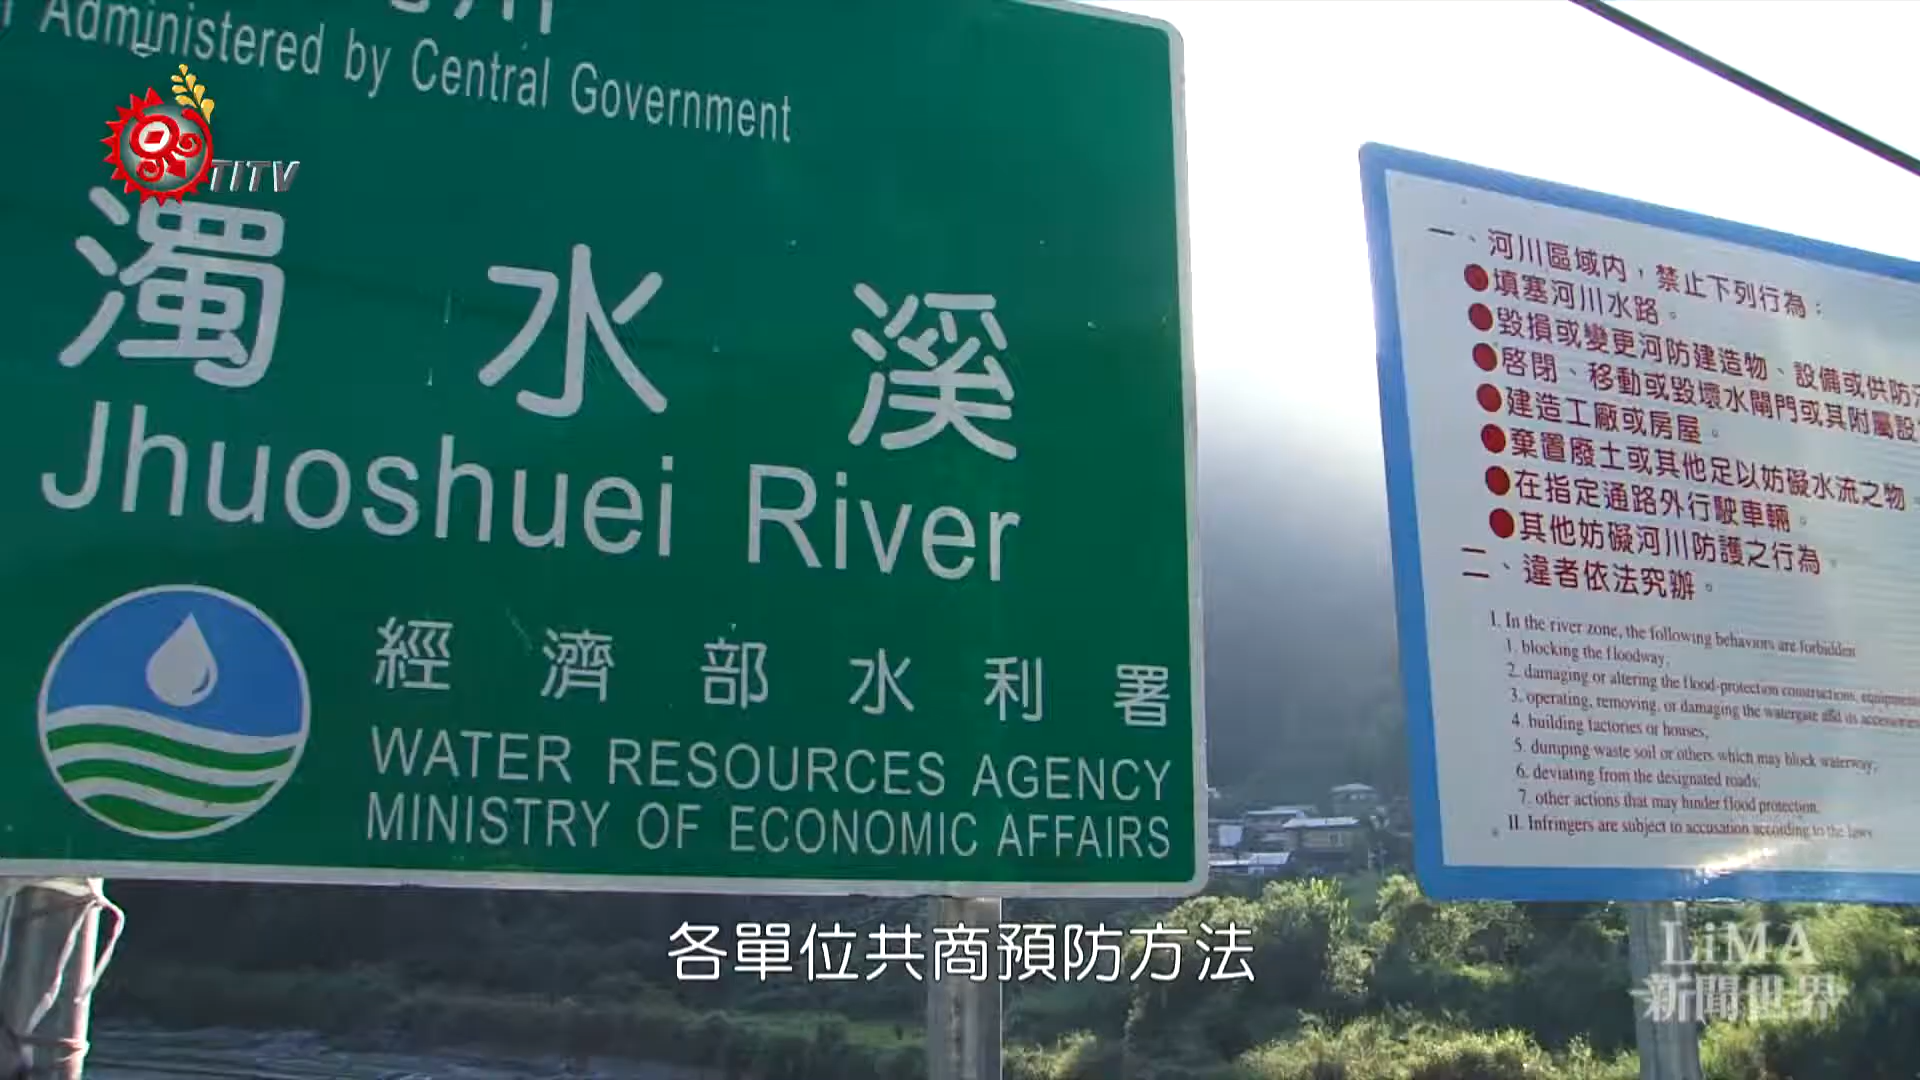 Administered by Central Government
TITV
濁水溪
Jhuoshuei River
經濟部水利署
WATER RESOURCES AGENCY
MINISTRY OF ECONOMIC AFFAIRS
一、河川區域內，禁止下列行為：
●填塞河川水路。
●毀損或變更河防建造物、設備或供防
●啓閉、移動或毀壞水閘門或其附屬設
●建造工廠或房屋。
●棄置廢土或其他足以妨礙水流之物。
●在指定通路外行駛車輛。
●其他妨礙河川防護之行為。
二、違者依法究辦。
I. In the river zone, the following behaviors are forbidden
1. blocking the floodway;
2. damaging or altering the flood-protection constructions, equipment
3. operating, removing, or damaging the watergate and its
4. building factories or houses;
5. dumping waste soil or others which may block waterway;
6. deviating from the designated roads;
7. other actions that may hinder flood protection.
II. Infringers are subject to accusation according to the laws
各單位共商預防方法
LiMA
新聞世界